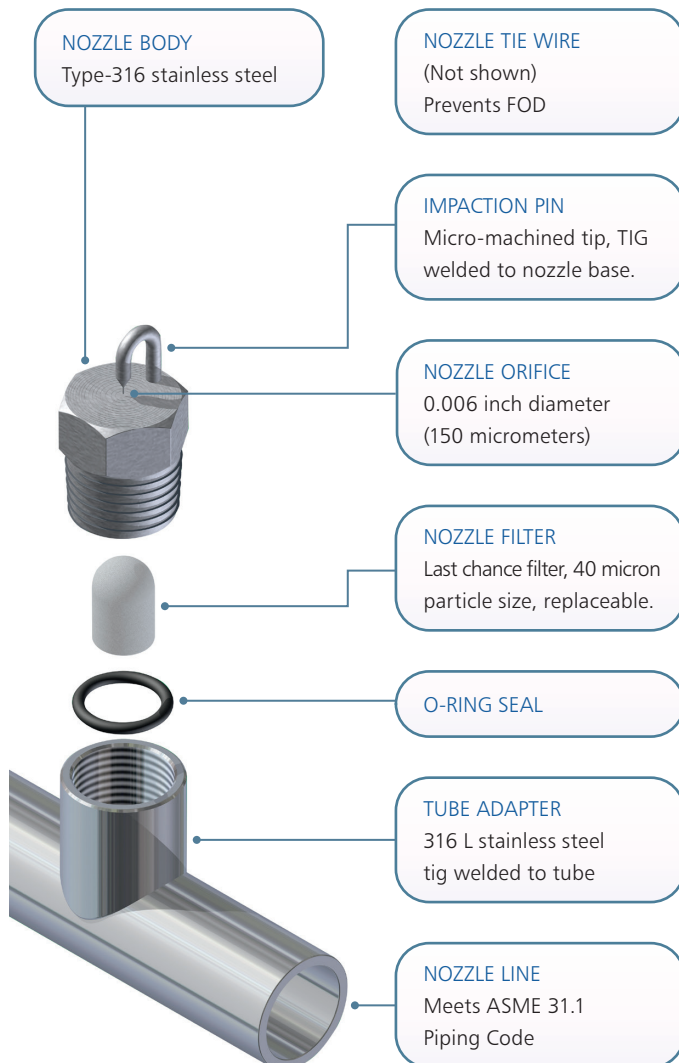 NOZZLE BODY
Type-316 stainless steel
NOZZLE TIE WIRE
(Not shown)
Prevents FOD
IMPACTION PIN
Micro-machined tip, TIG
welded to nozzle base.
NOZZLE ORIFICE
0.006 inch diameter
(150 micrometers)
NOZZLE FILTER
Last chance filter, 40 micron
particle size, replaceable.
O-RING SEAL
TUBE ADAPTER
316 L stainless steel
tig welded to tube
NOZZLE LINE
Meets ASME 31.1
Piping Code